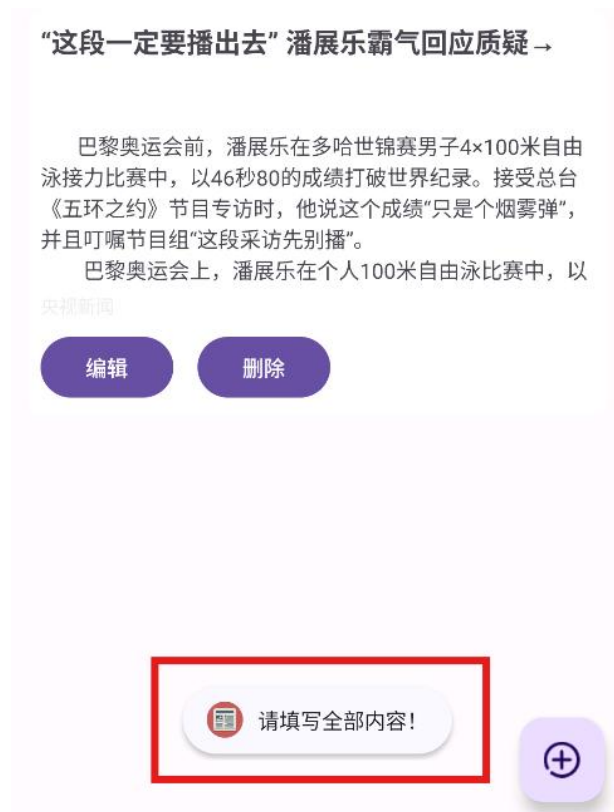 “这段一定要播出去” 潘展乐霸气回应质疑→
巴黎奥运会前，潘展乐在多哈世锦赛男子4×100米自由
泳接力比赛中，以46秒80的成绩打破世界纪录。接受总台
《五环之约》节目专访时，他说这个成绩“只是个烟雾弹”，
并且叮嘱节目组“这段采访先别播”。
巴黎奥运会上，潘展乐在个人100米自由泳比赛中，以
央视新闻
编辑 删除
请填写全部内容！